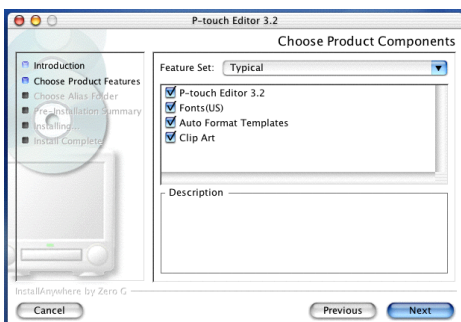 P-touch Editor 3.2
Choose Product Components
Introduction
Choose Product Features
Choose Alias Folder
Pre-Installation Summary
Installing...
Install Complete
Feature Set: Typical
P-touch Editor 3.2
Fonts(US)
Auto Format Templates
Clip Art
Description
InstallAnywhere by Zero G
Cancel
Previous
Next